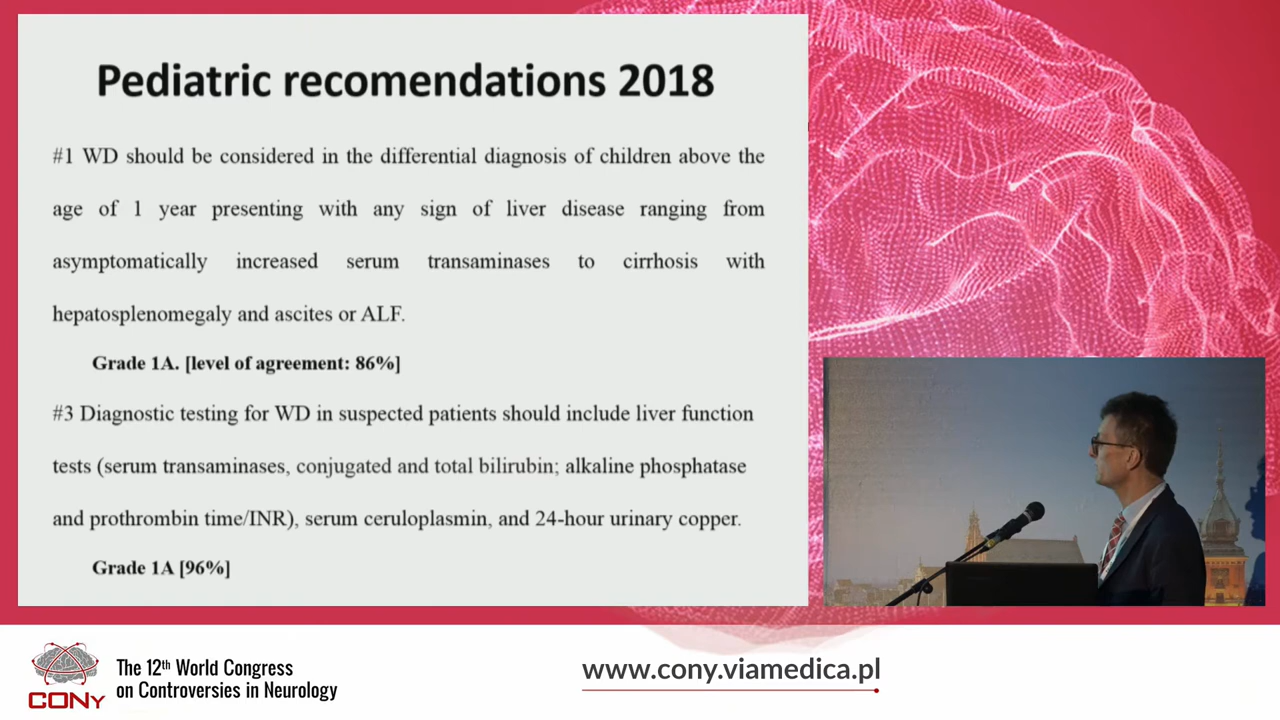 Pediatric recomendations 2018
#1 WD should be considered in the differential diagnosis of children above the
age of 1 year presenting with any sign of liver disease ranging from
asymptomatically increased serum transaminases to cirrhosis with
hepatosplenomegaly and ascites or ALF.
Grade 1A. [level of agreement: 86%]
#3 Diagnostic testing for WD in suspected patients should include liver function
tests (serum transaminases, conjugated and total bilirubin; alkaline phosphatase
and prothrombin time/INR), serum ceruloplasmin, and 24-hour urinary copper.
Grade 1A [96%]
CONy
The 12th World Congress
on Controversies in Neurology
www.cony.viamedica.pl